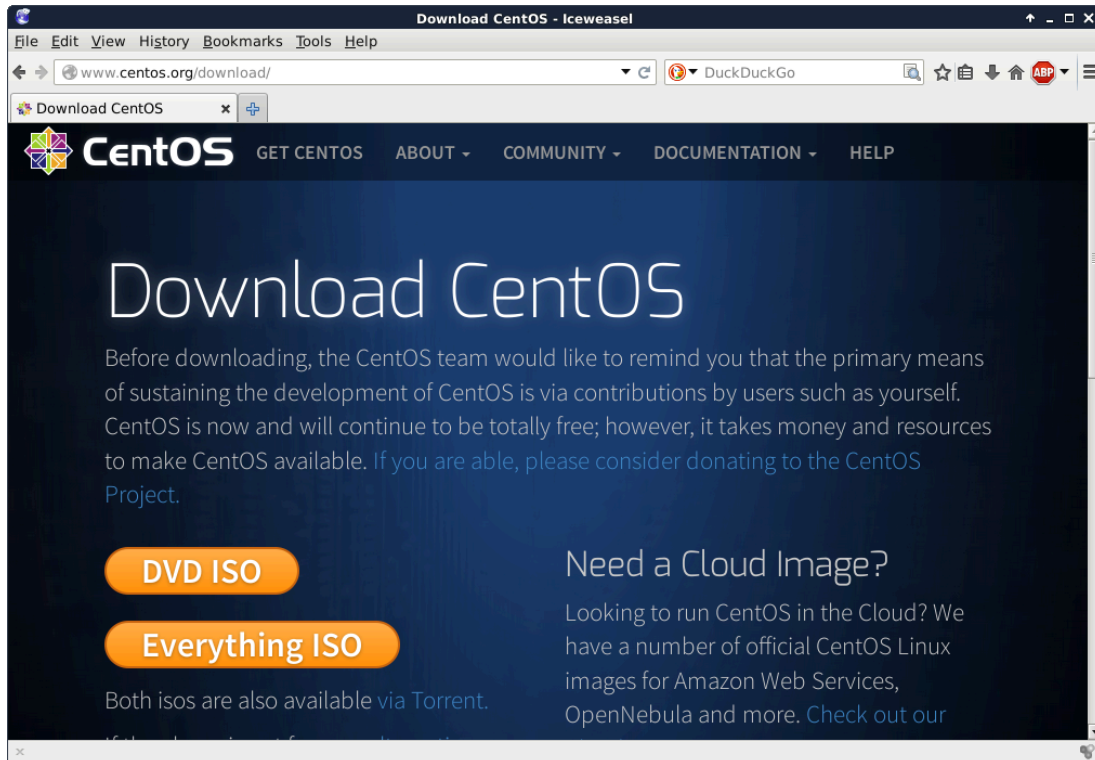 Download CentOS - Iceweasel
File Edit View History Bookmarks Tools Help
www.centos.org/download/ DuckDuckGo ABP
Download CentOS
CentOS GET CENTOS ABOUT COMMUNITY DOCUMENTATION HELP
Download CentOS
Before downloading, the CentOS team would like to remind you that the primary means
of sustaining the development of CentOS is via contributions by users such as yourself.
CentOS is now and will continue to be totally free; however, it takes money and resources
to make CentOS available. If you are able, please consider donating to the CentOS
Project.
DVD ISO
Everything ISO
Both isos are also available via Torrent.
Need a Cloud Image?
Looking to run CentOS in the Cloud? We
have a number of official CentOS Linux
images for Amazon Web Services,
OpenNebula and more. Check out our